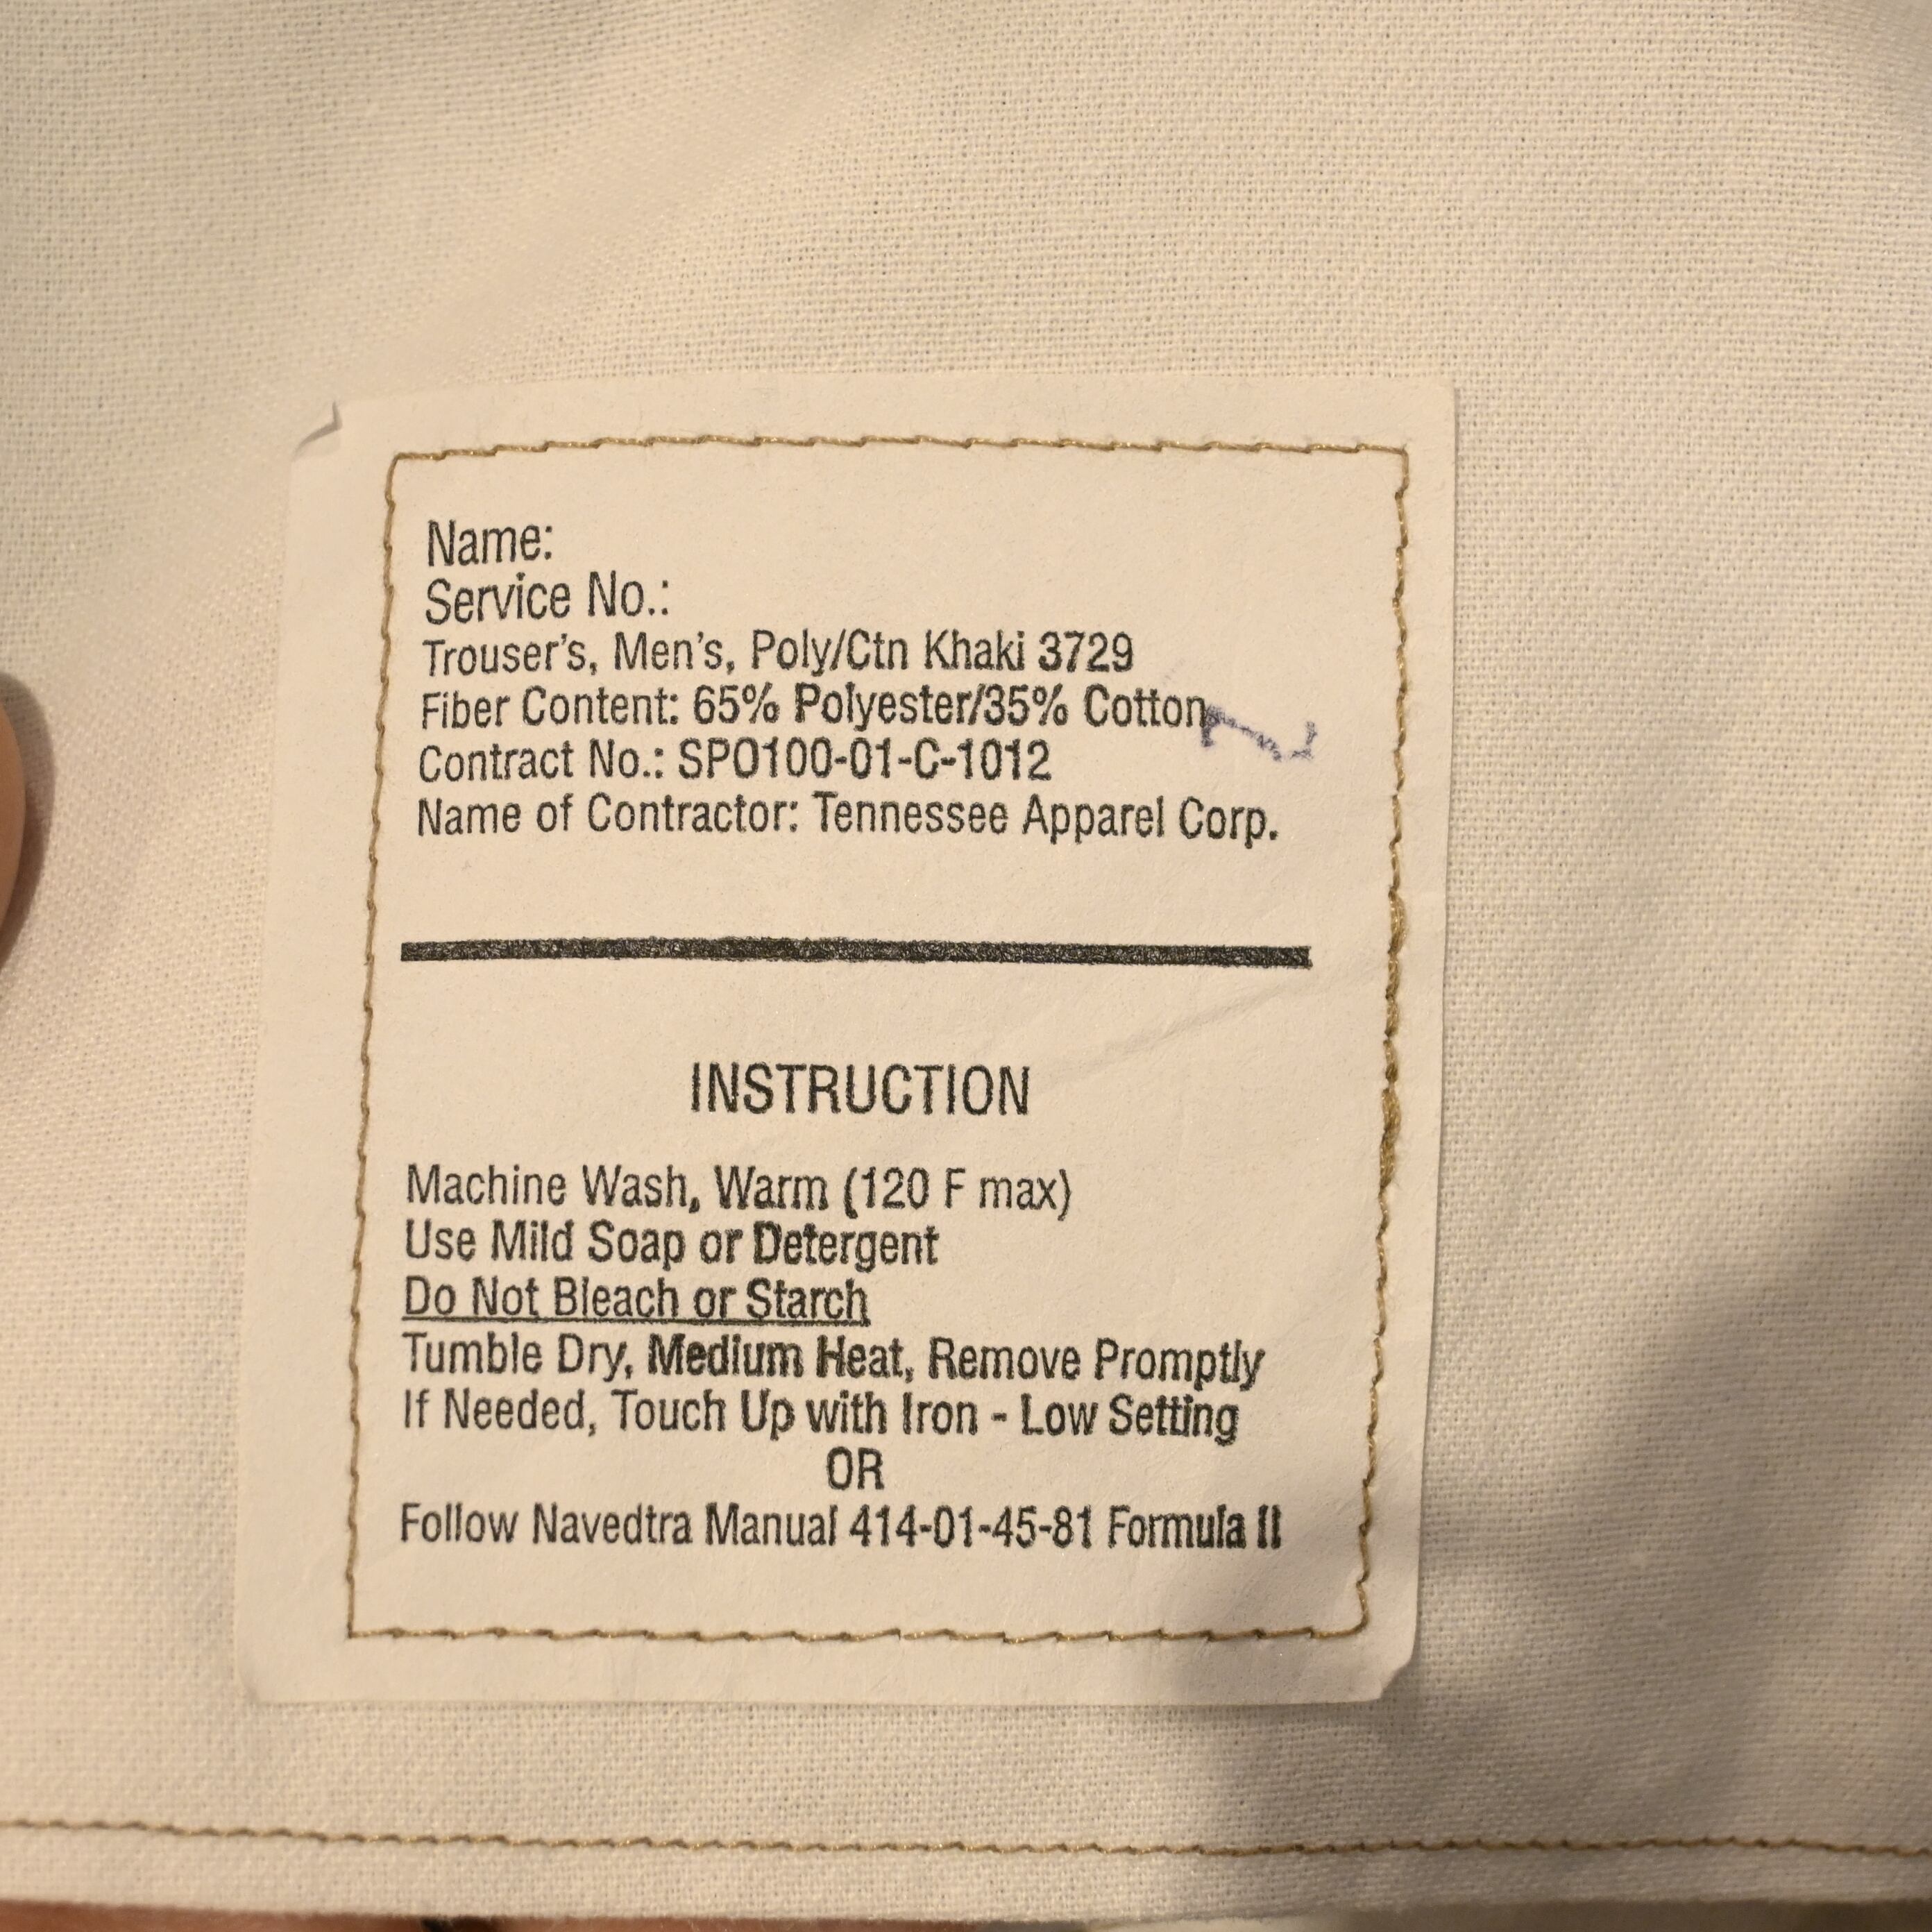 Name:
Service No.:
Trouser’s, Men’s, Poly/Ctn Khaki 3729
Fiber Content: 65% Polyester/35% Cotton
Contract No.: SPO100-01-C-1012
Name of Contractor: Tennessee Apparel Corp.
INSTRUCTION
Machine Wash, Warm (120 F max)
Use Mild Soap or Detergent
Do Not Bleach or Starch
Tumble Dry, Medium Heat, Remove Promptly
If Needed, Touch Up with Iron - Low Setting
OR
Follow Navedtra Manual 414-01-45-81 Formula II